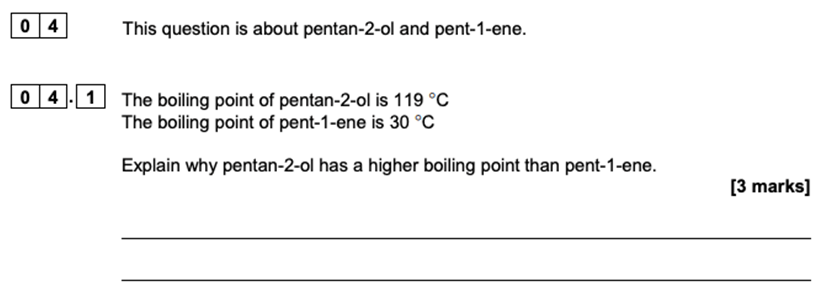 0 4 This question is about pentan-2-ol and pent-1-ene.
0 4 . 1 The boiling point of pentan-2-ol is 119 °C
The boiling point of pent-1-ene is 30 °C
Explain why pentan-2-ol has a higher boiling point than pent-1-ene.
[3 marks]